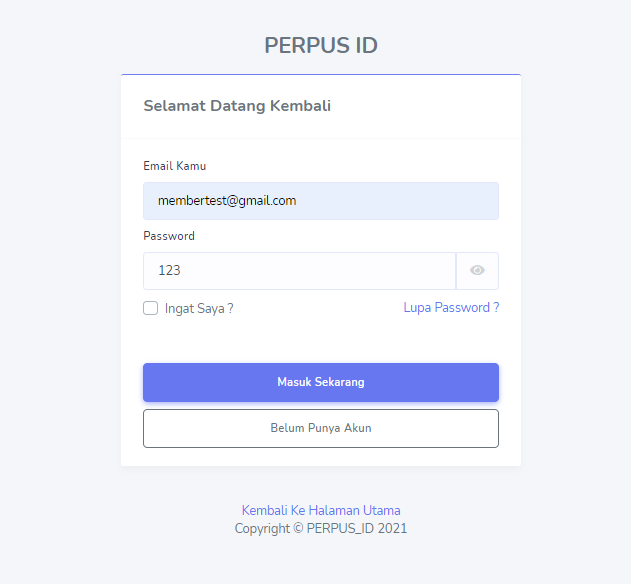 PERPUS ID
Selamat Datang Kembali
Email Kamu
membertest@gmail.com
Password
123
Ingat Saya ? Lupa Password ?
Masuk Sekarang
Belum Punya Akun
Kembali Ke Halaman Utama
Copyright © PERPUS_ID 2021